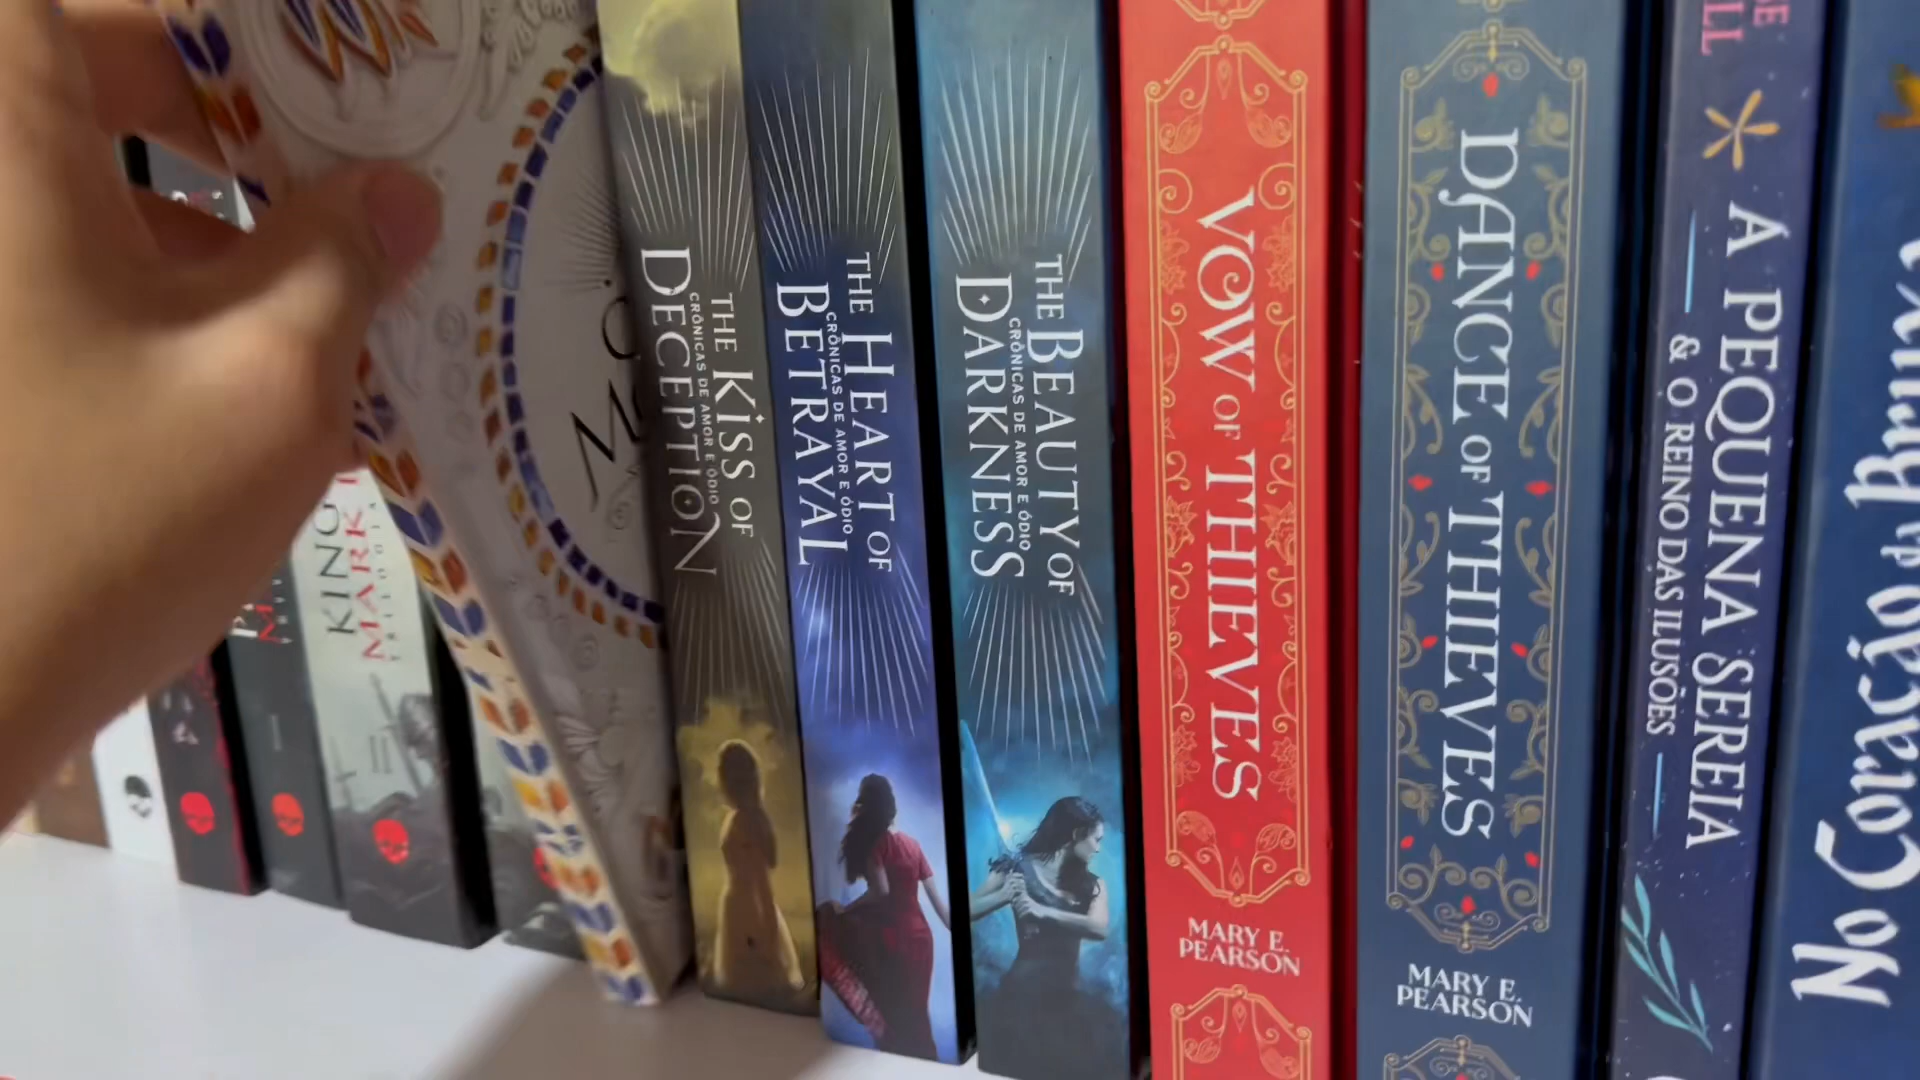 KING
MARK
THE KISS OF
CRÔNICAS DE AMOR E ÓDIO
DECEPTION
THE HEART OF
CRÔNICAS DE AMOR E ÓDIO
BETRAYAL
THE BEAUTY OF
CRÔNICAS DE AMOR E ÓDIO
DARKNESS
VOW OF THIEVES
MARY E.
PEARSON
DANCE OF THIEVES
MARY E.
PEARSON
A PEQUENA SEREIA
& O REINO DAS ILUSÕES
No Coração da Bruxa